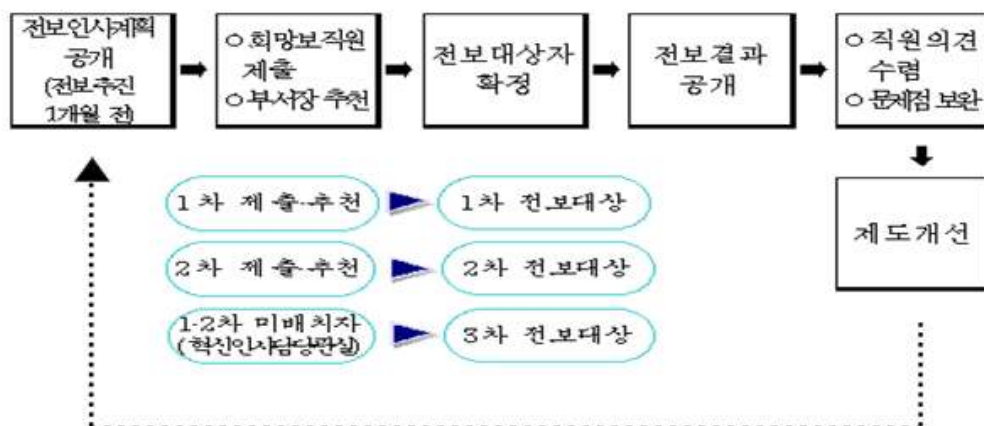 전보인사계획
공개
(전보추진
1개월 전)
○ 희망보직원
제출
○ 부서장 추천
전보대상자
확정
전보결과
공개
○ 직원의견
수렴
○ 문제점 보완
제도개선
1차 제출·추천
1차 전보대상
2차 제출·추천
2차 전보대상
1·2차 미배치자
(혁신인사담당관실)
3차 전보대상